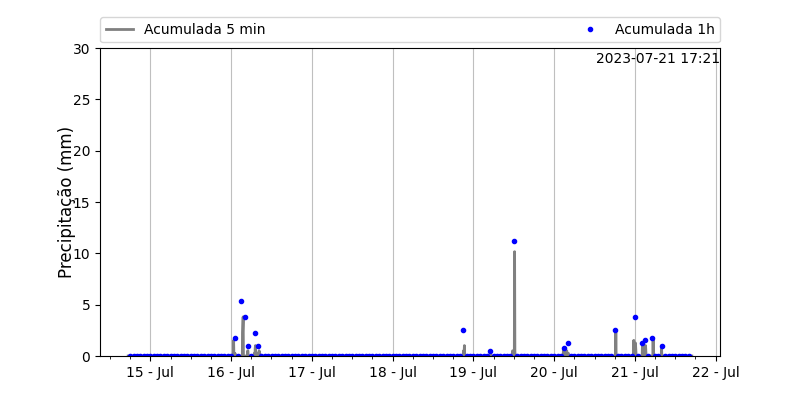 Acumulada 5 min
Acumulada 1h
2023-07-21 17:21
Precipitação (mm)
30
25
20
15
10
5
0
15 - Jul
16 - Jul
17 - Jul
18 - Jul
19 - Jul
20 - Jul
21 - Jul
22 - Jul